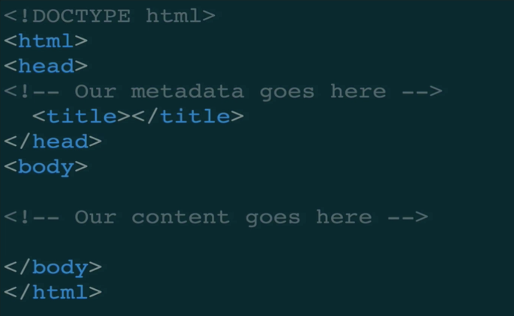 <!DOCTYPE html>
<html>
<head>
<!-- Our metadata goes here -->
<title></title>
</head>
<body>
<!-- Our content goes here -->
</body>
</html>